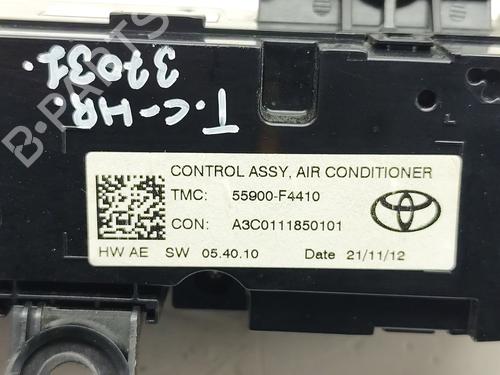 B-PARTS
T.C-HR.
37031.
CONTROL ASSY, AIR CONDITIONER
TMC: 55900-F4410
CON: A3C0111850101
HW AE SW 05.40.10 Date 21/11/12